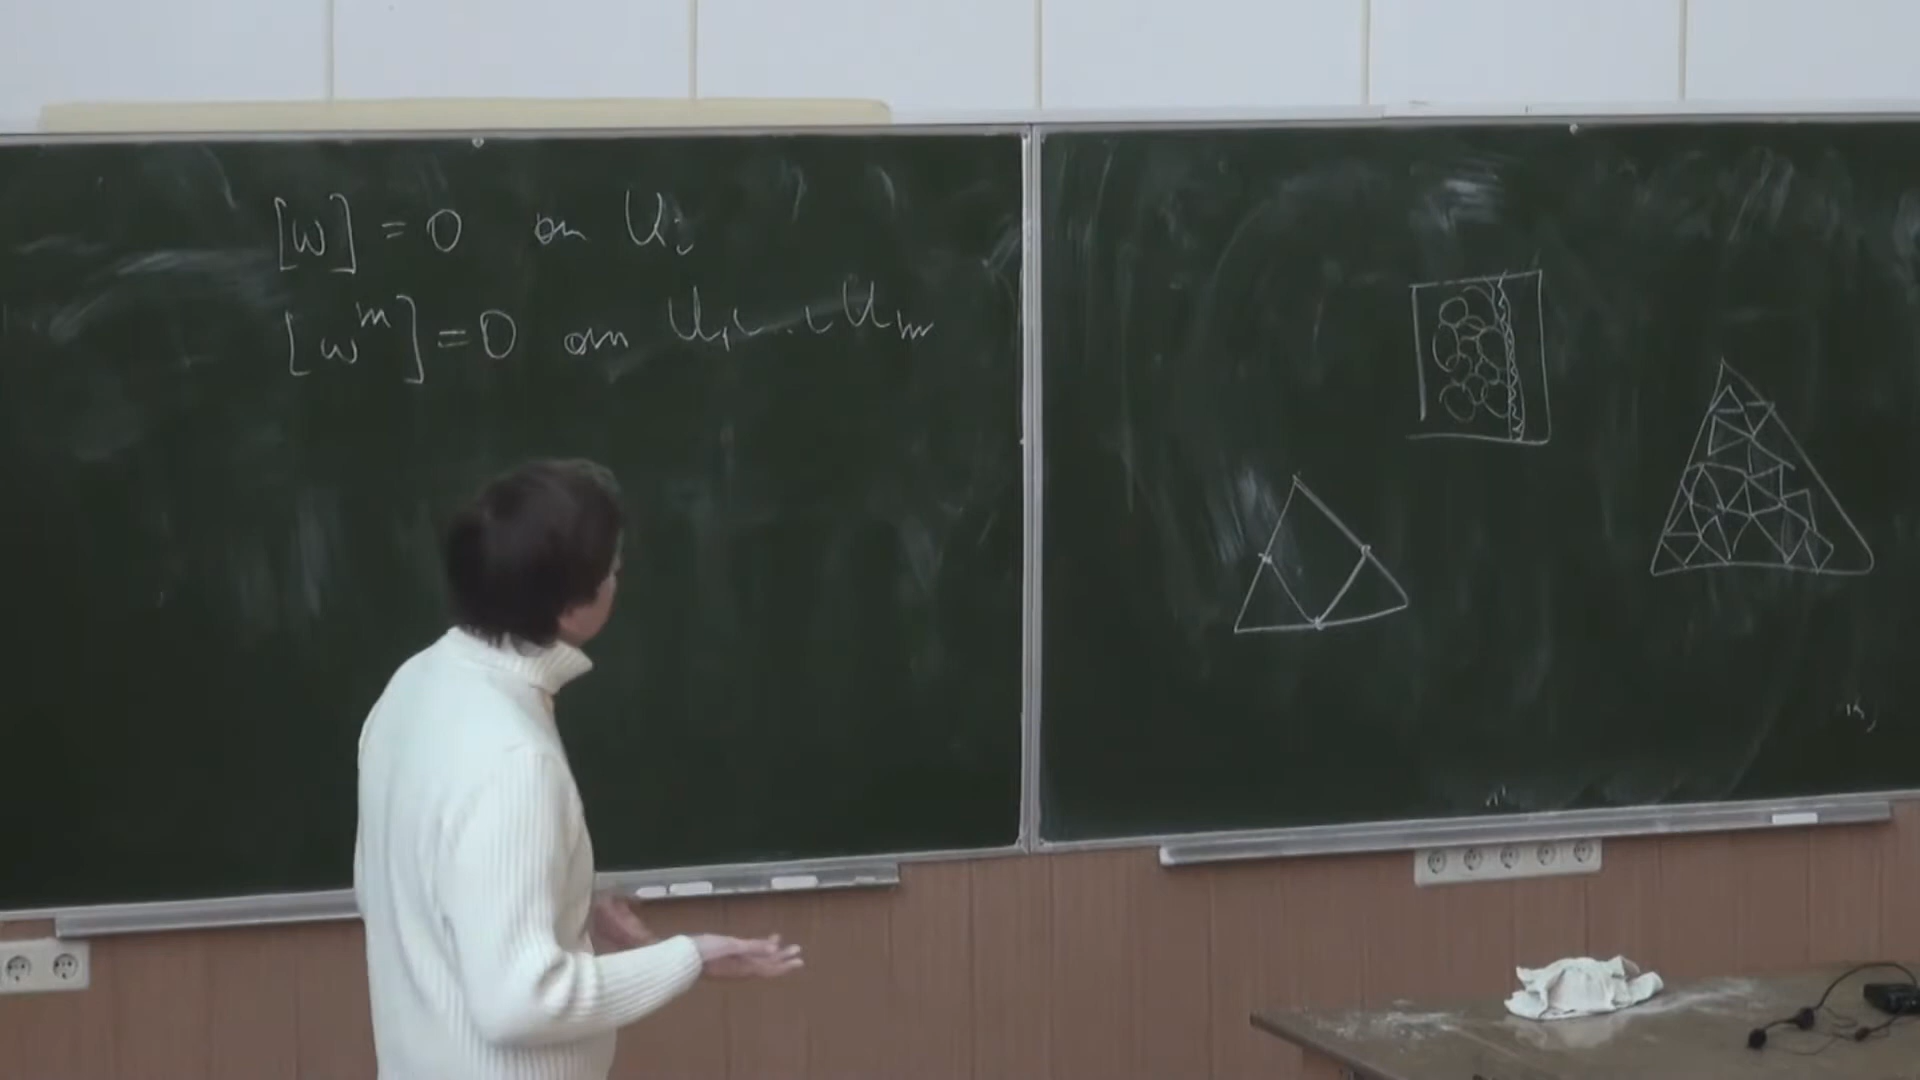 [w] = 0 on U_i
[w^m] = 0 on U_1 ∪ … ∪ U_m